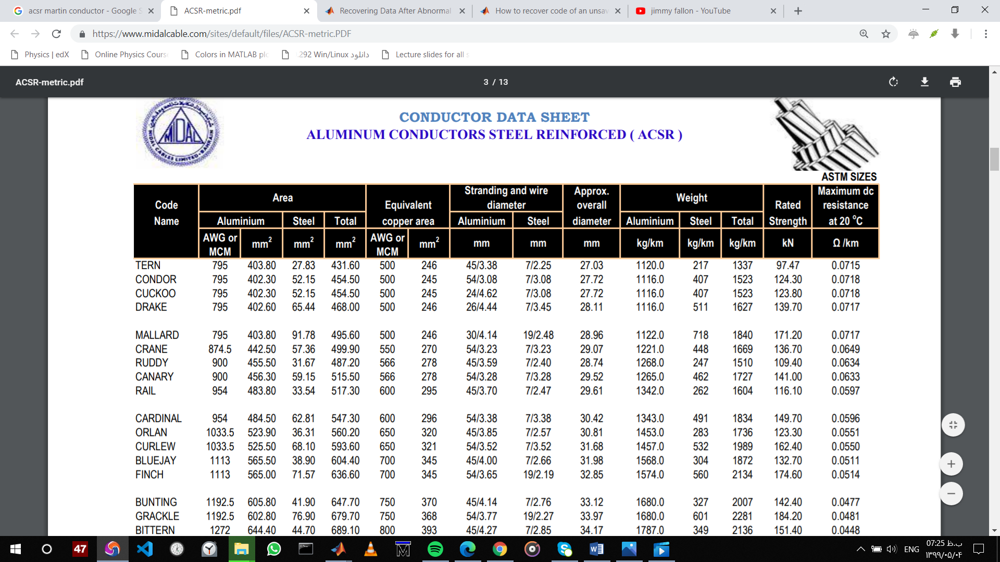 acsr martin conductor - Google S
ACSR-metric.pdf
Recovering Data After Abnormal
How to recover code of an unsav
jimmy fallon - YouTube
https://www.midalcable.com/sites/default/files/ACSR-metric.PDF
Physics | edX
Online Physics Cours
Colors in MATLAB plo
.292 Win/Linux دانلود
Lecture slides for all s
ACSR-metric.pdf
3 / 13
MIDAL
MIDAL CABLES LIMITED - BAHRAIN
CONDUCTOR DATA SHEET
ALUMINUM CONDUCTORS STEEL REINFORCED ( ACSR )
ASTM SIZES
Code Name
Area
Equivalent copper area
Stranding and wire diameter
Approx. overall diameter
Weight
Rated Strength
Maximum dc resistance at 20 °C
Aluminium Steel Total Aluminium Steel Aluminium Steel Total
AWG or MCM mm² mm² mm² AWG or MCM mm² mm mm mm kg/km kg/km kg/km kN Ω /km
TERN 795 403.80 27.83 431.60 500 246 45/3.38 7/2.25 27.03 1120.0 217 1337 97.47 0.0715
CONDOR 795 402.30 52.15 454.50 500 245 54/3.08 7/3.08 27.72 1116.0 407 1523 124.30 0.0718
CUCKOO 795 402.30 52.15 454.50 500 245 24/4.62 7/3.08 27.72 1116.0 407 1523 123.80 0.0718
DRAKE 795 402.60 65.44 468.00 500 246 26/4.44 7/3.45 28.11 1116.0 511 1627 139.70 0.0717
MALLARD 795 403.80 91.78 495.60 500 246 30/4.14 19/2.48 28.96 1122.0 718 1840 171.20 0.0717
CRANE 874.5 442.50 57.36 499.90 550 270 54/3.23 7/3.23 29.07 1221.0 448 1669 136.70 0.0649
RUDDY 900 455.50 31.67 487.20 566 278 45/3.59 7/2.40 28.74 1268.0 247 1510 109.40 0.0634
CANARY 900 456.30 59.15 515.50 566 278 54/3.28 7/3.28 29.52 1265.0 462 1727 141.00 0.0633
RAIL 954 483.80 33.54 517.30 600 295 45/3.70 7/2.47 29.61 1342.0 262 1604 116.10 0.0597
CARDINAL 954 484.50 62.81 547.30 600 296 54/3.38 7/3.38 30.42 1343.0 491 1834 149.70 0.0596
ORLAN 1033.5 523.90 36.31 560.20 650 320 45/3.85 7/2.57 30.81 1453.0 283 1736 123.30 0.0551
CURLEW 1033.5 525.50 68.10 593.60 650 321 54/3.52 7/3.52 31.68 1457.0 532 1989 162.40 0.0550
BLUEJAY 1113 565.50 38.90 604.40 700 345 45/4.00 7/2.66 31.98 1568.0 304 1872 132.70 0.0511
FINCH 1113 565.00 71.57 636.60 700 345 54/3.65 19/2.19 32.85 1574.0 560 2134 174.60 0.0514
BUNTING 1192.5 605.80 41.90 647.70 750 370 45/4.14 7/2.76 33.12 1680.0 327 2007 142.40 0.0477
GRACKLE 1192.5 602.80 76.90 679.70 750 368 54/3.77 19/2.27 33.97 1680.0 601 2281 184.20 0.0481
BITTERN 1272 644.40 44.70 689.10 800 393 45/4.27 7/2.85 34.17 1787.0 349 2136 151.40 0.0448
47
ENG
07:25 ب.ظ
۱۳۹۹/۰۵/۰۴